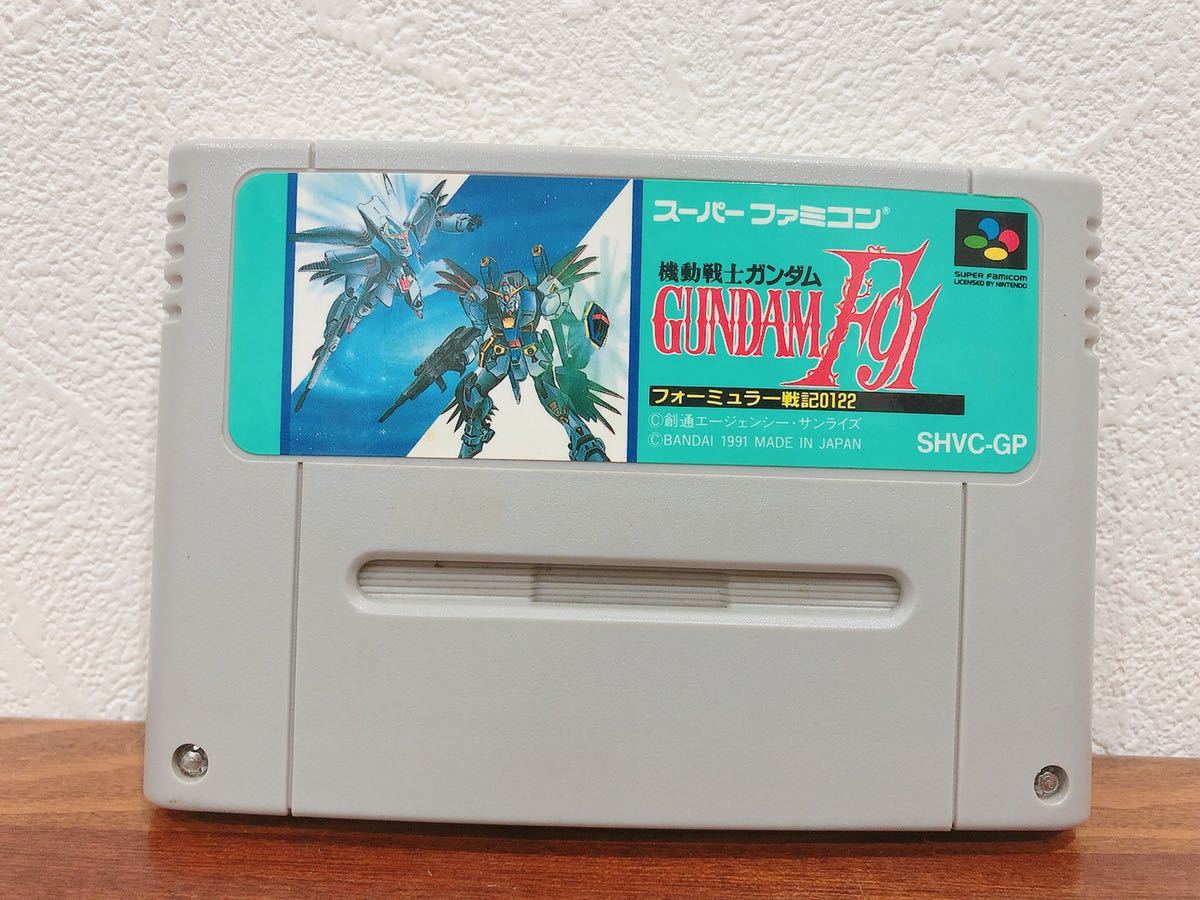 スーパーファミコン®
SUPER FAMICOM
LICENSED BY NINTENDO
機動戦士ガンダム
GUNDAM F91
フォーミュラー戦記0122
©創通エージェンシー・サンライズ
©BANDAI 1991 MADE IN JAPAN
SHVC-GP